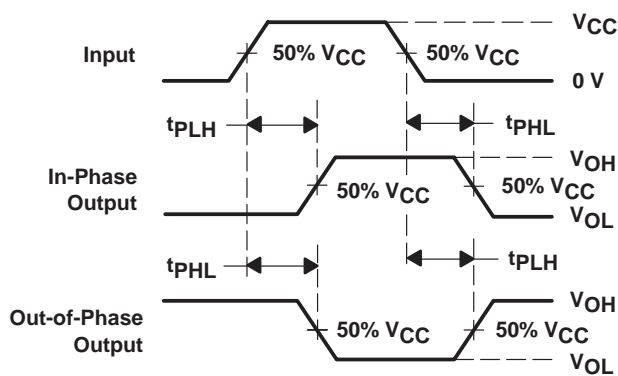 Input
50% VCC
50% VCC
VCC
0 V
tPLH
tPHL
In-Phase
Output
50% VCC
50% VCC
VOH
VOL
tPHL
tPLH
Out-of-Phase
Output
50% VCC
50% VCC
VOH
VOL